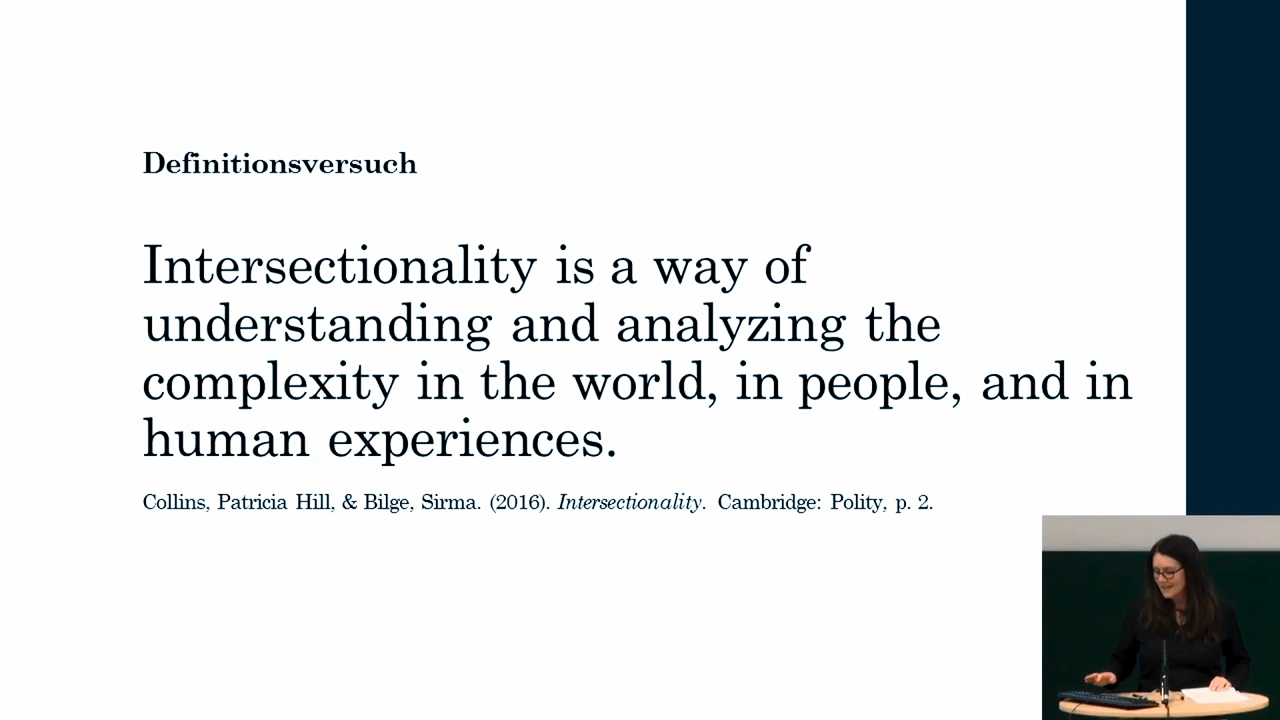 Definitionsversuch
Intersectionality is a way of
understanding and analyzing the
complexity in the world, in people, and in
human experiences.
Collins, Patricia Hill, & Bilge, Sirma. (2016). Intersectionality. Cambridge: Polity, p. 2.